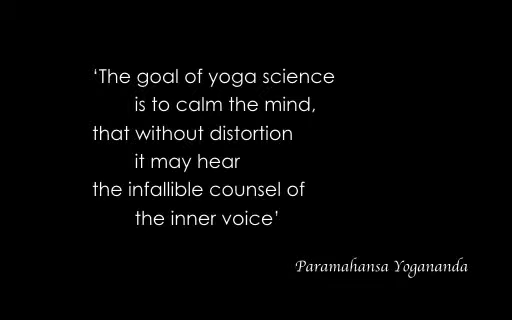 ‘The goal of yoga science
is to calm the mind,
that without distortion
it may hear
the infallible counsel of
the inner voice’
Paramahansa Yogananda